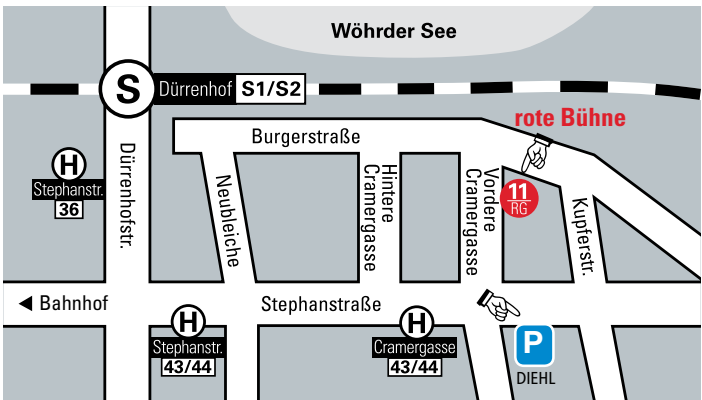 Wöhrder See
S
Dürrenhof S1/S2
rote Bühne
Burgerstraße
H
Stephanstr.
36
Dürrenhofstr.
Neubleiche
Hintere
Cramergasse
Vordere
Cramergasse
11
RG
Kupferstr.
Bahnhof
Stephanstraße
H
Stephanstr.
43/44
H
Cramergasse
43/44
P
DIEHL